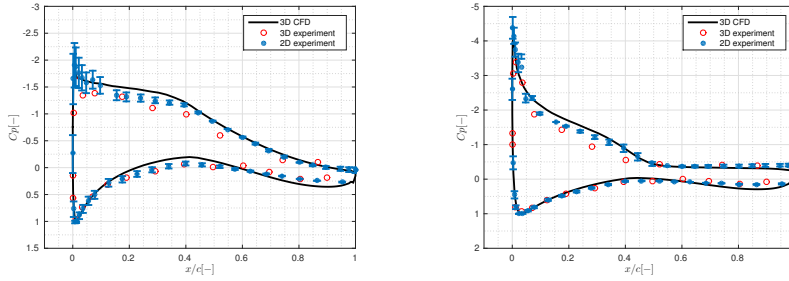 -3
-2.5
-2
-1.5
-1
-0.5
0
0.5
1
1.5
Cp[-]
0
0.2
0.4
0.6
0.8
1
x/c[-]
3D CFD
3D experiment
2D experiment
-5
-4
-3
-2
-1
0
1
2
Cp[-]
0
0.2
0.4
0.6
0.8
x/c[-]
3D CFD
3D experiment
2D experiment